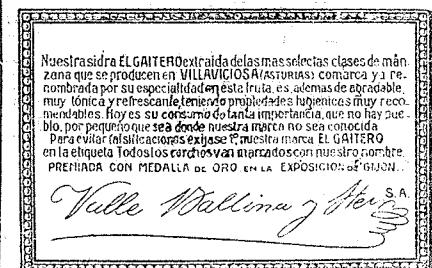 Nuestra sidra EL GAITERO extraida de las mas selectas clases de man
zana que se producen en VILLAVICIOSA (ASTURIAS) comarca ya re-
nombrada por su especialidad en esta fruta, es, ademas de agradable,
muy tónica y refrescante, teniendo propiedades higienicas muy reco-
mendables. Hoy es su consumo de tanta importancia, que no hay pue-
blo, por pequeño que sea donde nuestra marca no sea conocida
Para evitar falsificaciones exijase nuestra marca EL GAITERO
en la etiqueta Todos los corchos van marcados con nuestro nombre.
PREMIADA CON MEDALLA DE ORO EN LA EXPOSICION DE GIJON.
Valle Ballina y Fer S.A.